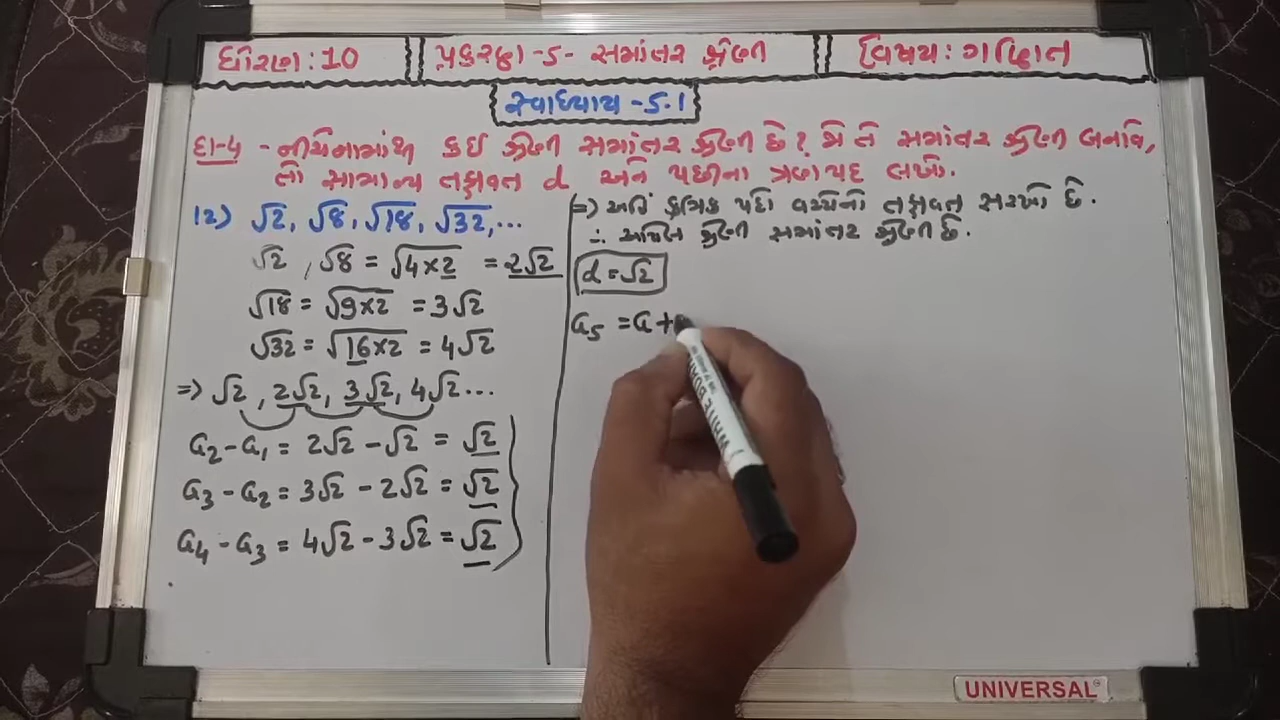 ધોરણ: 10
પ્રકરણ-5- સમાંતર શ્રેણી
વિષય: ગણિત
સ્વાધ્યાય-5.1
દા-4 - નીચેનામાંથી કઈ શ્રેણી સમાંતર શ્રેણી છે? જો તે સમાંતર શ્રેણી બનાવે,
તો સામાન્ય તફાવત d અને પછીના ત્રણ પદ લખો.
12) √2, √8, √18, √32,...
√2 , √8 = √4×2 = 2√2
√18 = √9×2 = 3√2
√32 = √16×2 = 4√2
=> √2 , 2√2, 3√2, 4√2...
a₂-a₁ = 2√2 - √2 = √2
a₃ - a₂ = 3√2 - 2√2 = √2
a₄ - a₃ = 4√2 - 3√2 = √2
=> અહીં ક્રમિક પદો વચ્ચેનો તફાવત સરખો છે.
∴ આપેલ શ્રેણી સમાંતર શ્રેણી છે.
d = √2
a₅ = a +
WHITE BOARD
UNIVERSAL